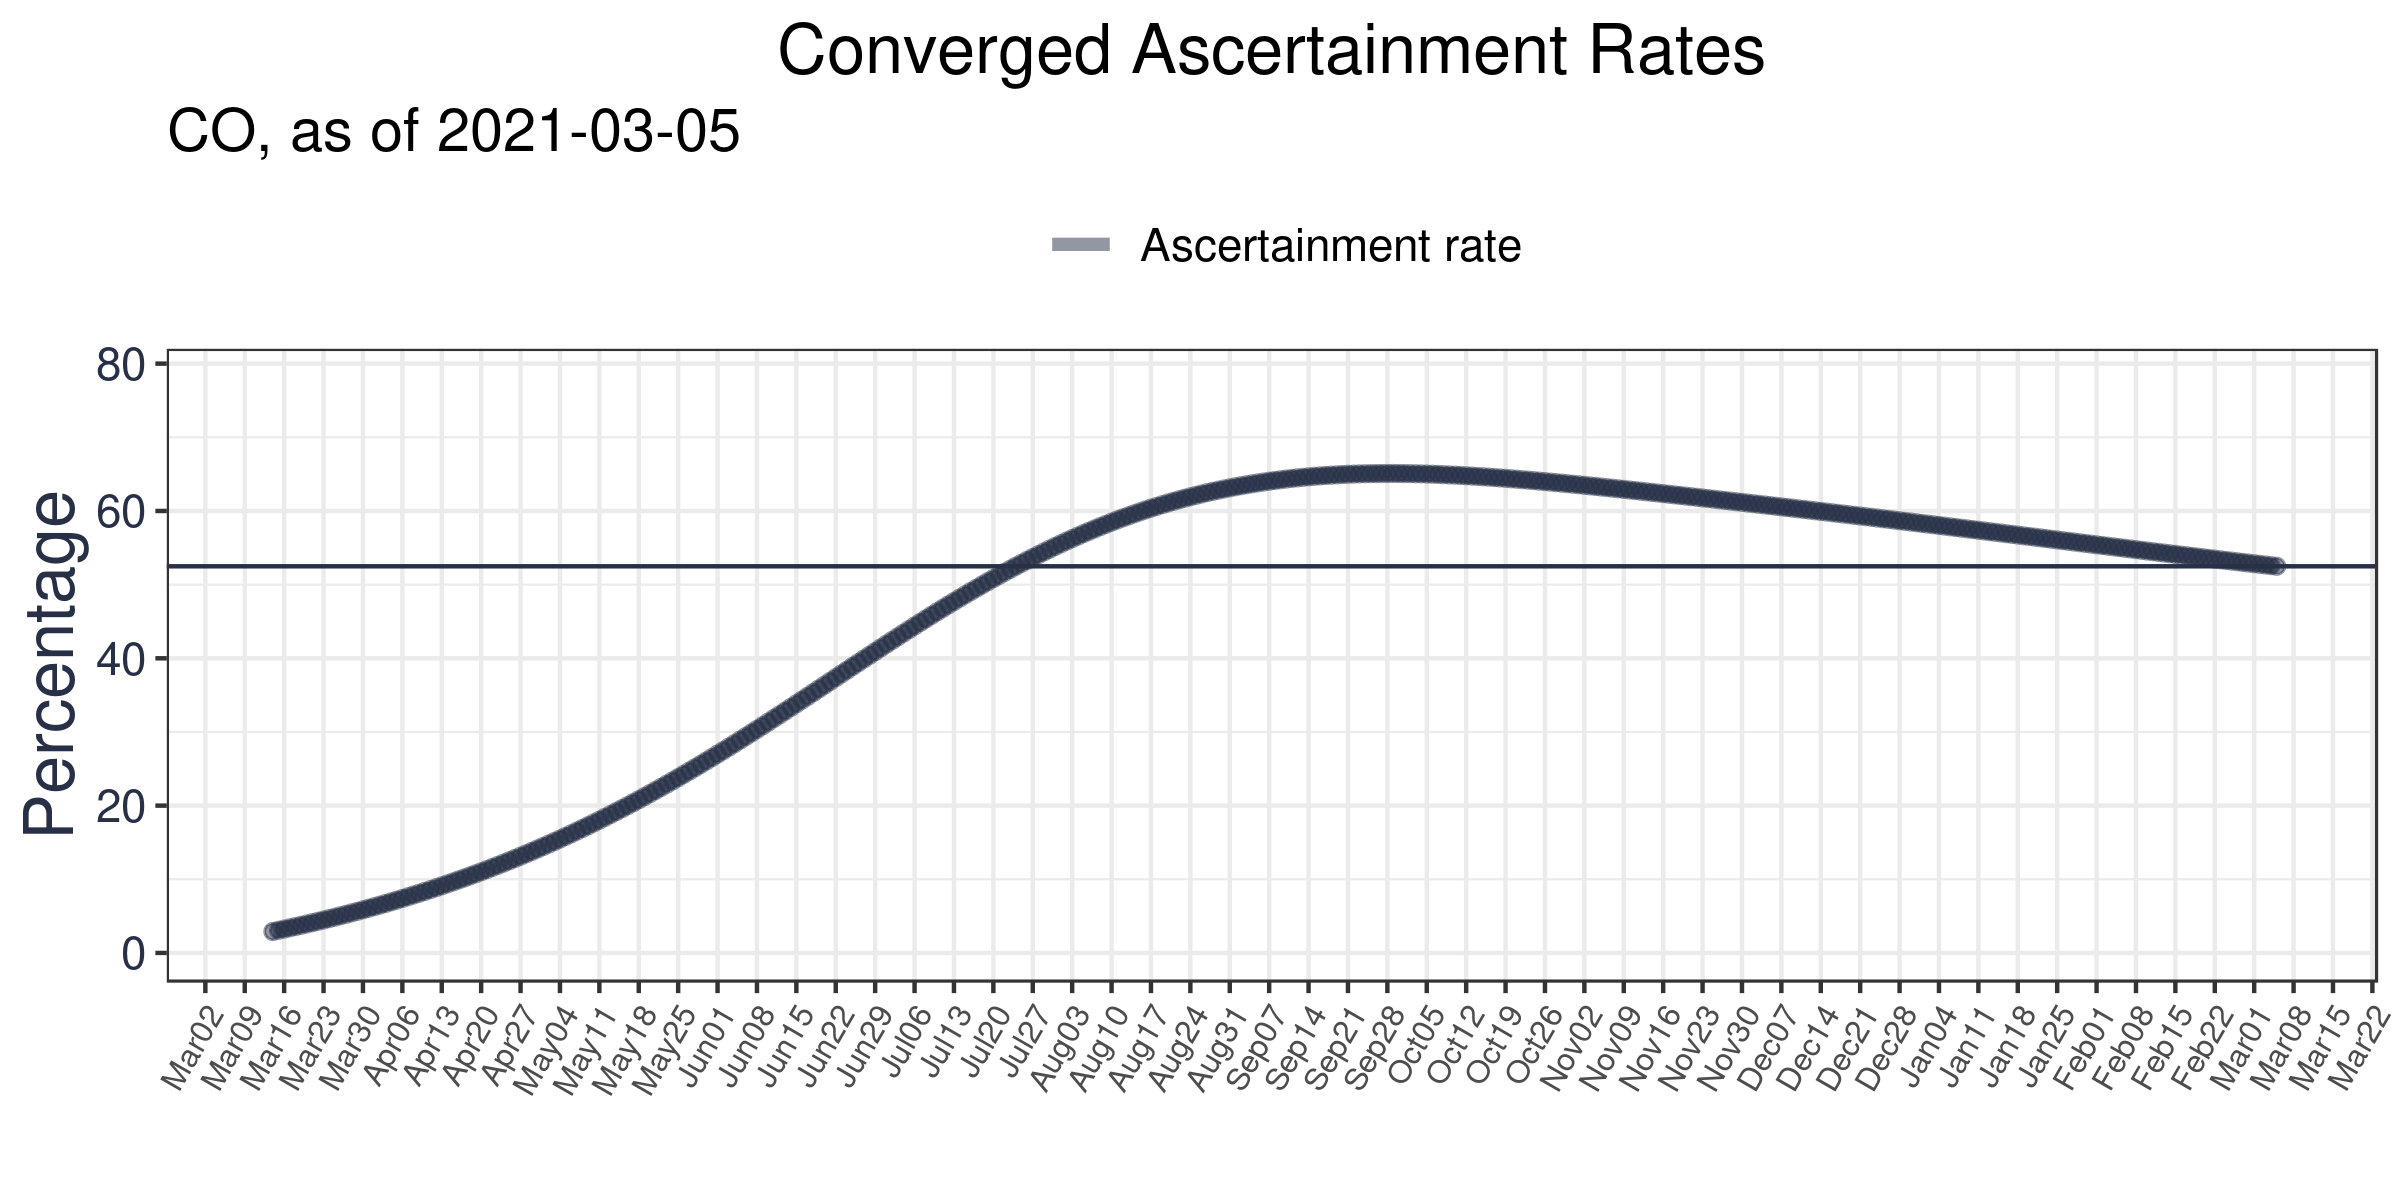 Converged Ascertainment Rates
CO, as of 2021-03-05
Ascertainment rate
Percentage
80
60
40
20
0
Mar02
Mar09
Mar16
Mar23
Mar30
Apr06
Apr13
Apr20
Apr27
May04
May11
May18
May25
Jun01
Jun08
Jun15
Jun22
Jun29
Jul06
Jul13
Jul20
Jul27
Aug03
Aug10
Aug17
Aug24
Aug31
Sep07
Sep14
Sep21
Sep28
Oct05
Oct12
Oct19
Oct26
Nov02
Nov09
Nov16
Nov23
Nov30
Dec07
Dec14
Dec21
Dec28
Jan04
Jan11
Jan18
Jan25
Feb01
Feb08
Feb15
Feb22
Mar01
Mar08
Mar15
Mar22